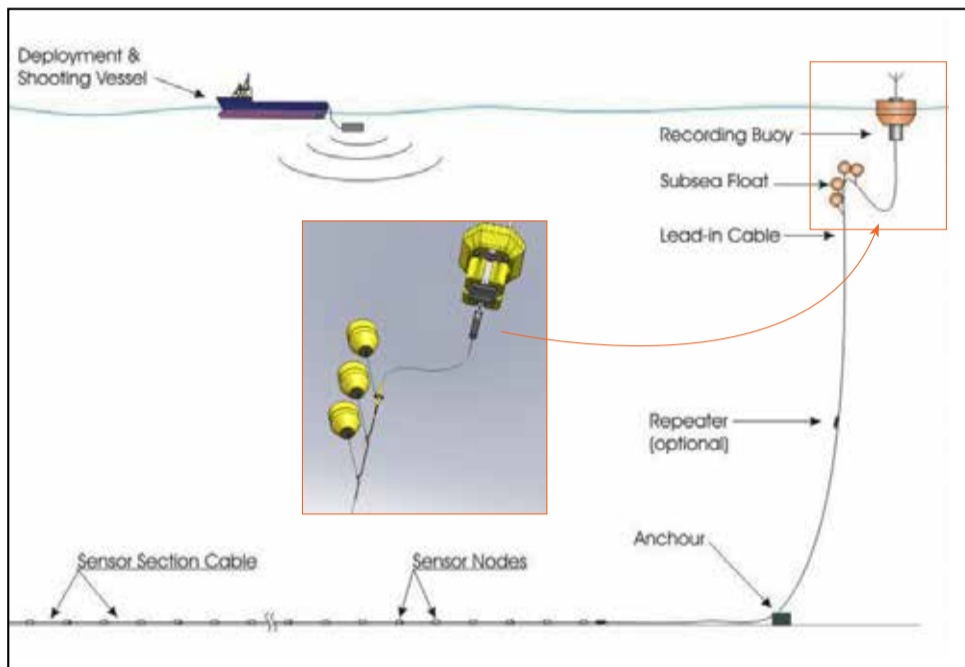 Deployment &
Shooting Vessel
Recording Buoy
Subsea Float
Lead-in Cable
Repeater
(optional)
Anchour
Sensor Section Cable
Sensor Nodes